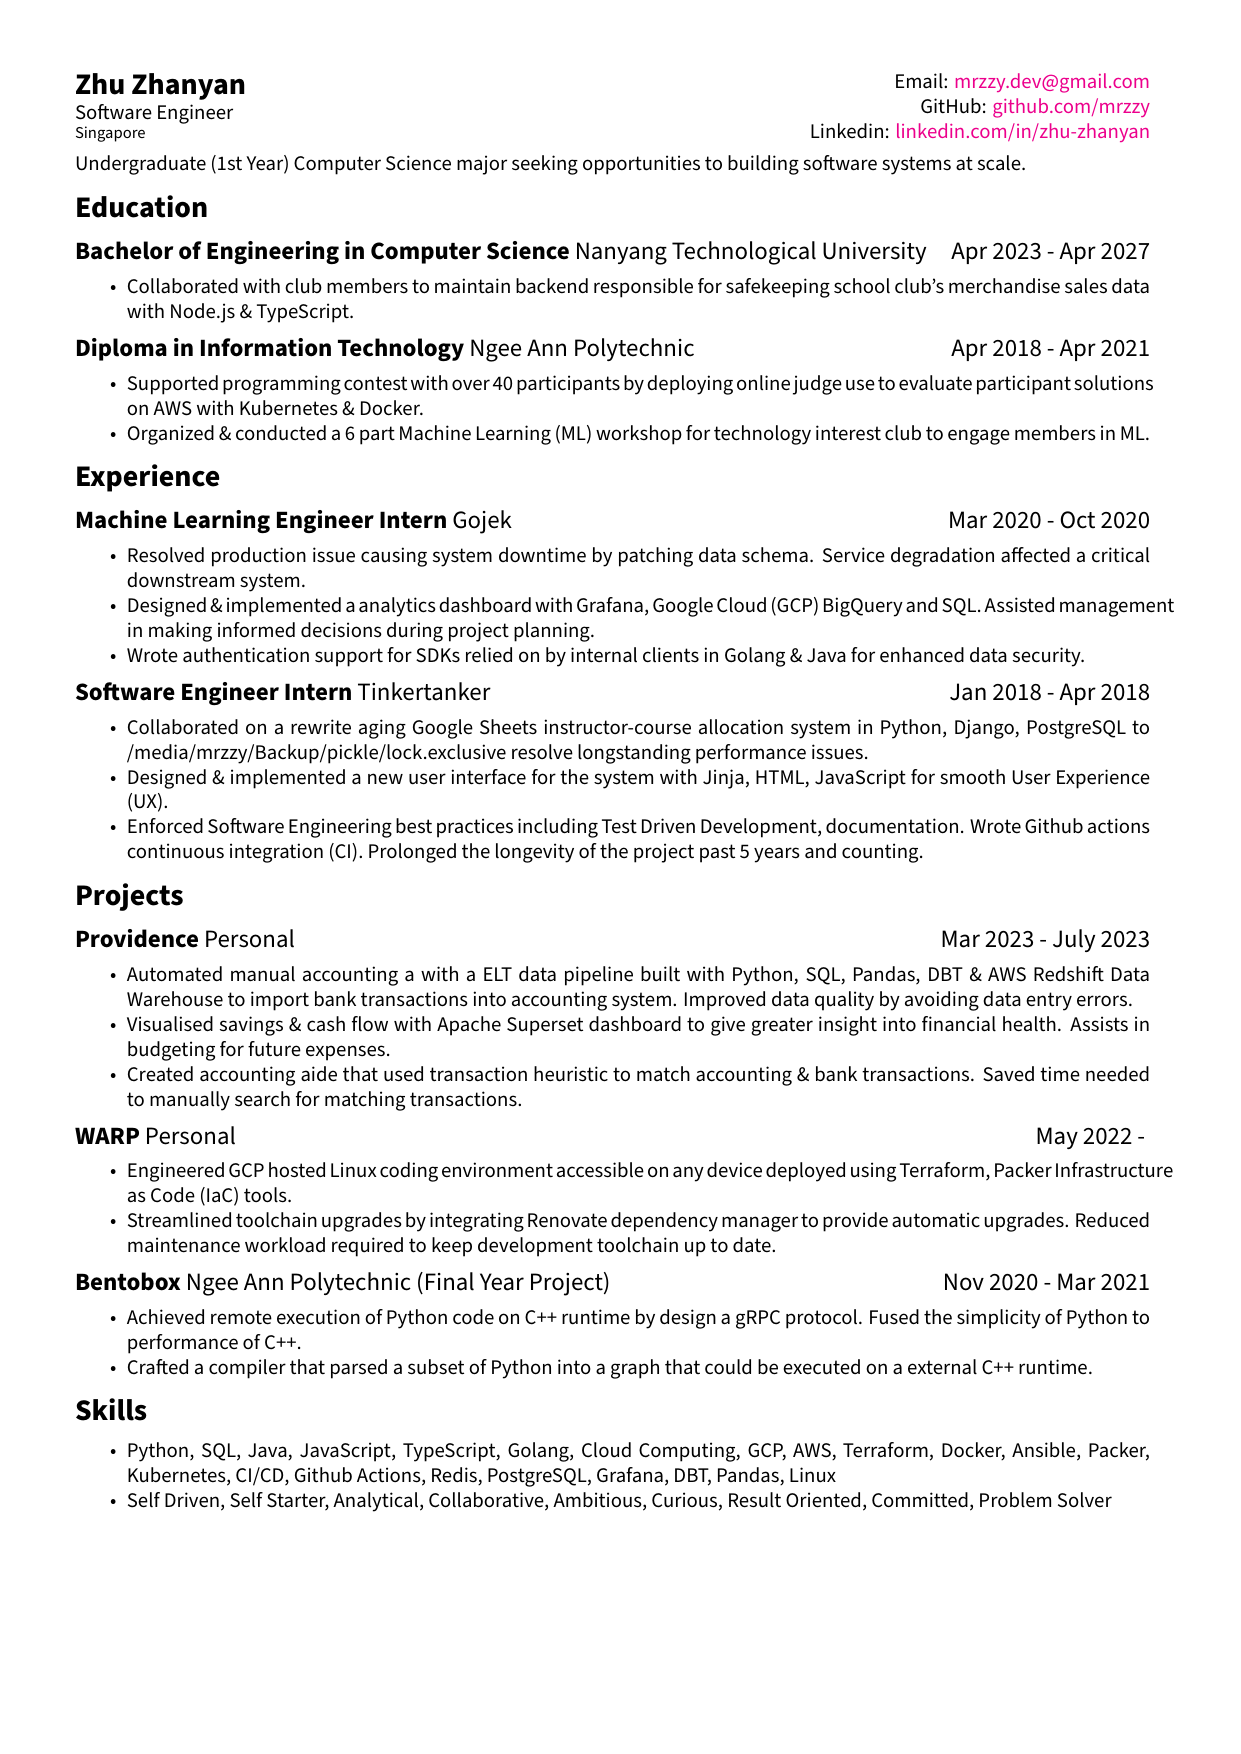 Zhu Zhanyan
Software Engineer
Singapore
Email: mrzzy.dev@gmail.com
GitHub: github.com/mrzzy
Linkedin: linkedin.com/in/zhu-zhanyan
Undergraduate (1st Year) Computer Science major seeking opportunities to building software systems at scale.
Education
Bachelor of Engineering in Computer Science Nanyang Technological University Apr 2023 - Apr 2027
• Collaborated with club members to maintain backend responsible for safekeeping school club’s merchandise sales data
with Node.js & TypeScript.
Diploma in Information Technology Ngee Ann Polytechnic Apr 2018 - Apr 2021
• Supported programming contest with over 40 participants by deploying online judge use to evaluate participant solutions
on AWS with Kubernetes & Docker.
• Organized & conducted a 6 part Machine Learning (ML) workshop for technology interest club to engage members in ML.
Experience
Machine Learning Engineer Intern Gojek Mar 2020 - Oct 2020
• Resolved production issue causing system downtime by patching data schema. Service degradation affected a critical
downstream system.
• Designed & implemented a analytics dashboard with Grafana, Google Cloud (GCP) BigQuery and SQL. Assisted management
in making informed decisions during project planning.
• Wrote authentication support for SDKs relied on by internal clients in Golang & Java for enhanced data security.
Software Engineer Intern Tinkertanker Jan 2018 - Apr 2018
• Collaborated on a rewrite aging Google Sheets instructor-course allocation system in Python, Django, PostgreSQL to
/media/mrzzy/Backup/pickle/lock.exclusive resolve longstanding performance issues.
• Designed & implemented a new user interface for the system with Jinja, HTML, JavaScript for smooth User Experience
(UX).
• Enforced Software Engineering best practices including Test Driven Development, documentation. Wrote Github actions
continuous integration (CI). Prolonged the longevity of the project past 5 years and counting.
Projects
Providence Personal Mar 2023 - July 2023
• Automated manual accounting a with a ELT data pipeline built with Python, SQL, Pandas, DBT & AWS Redshift Data
Warehouse to import bank transactions into accounting system. Improved data quality by avoiding data entry errors.
• Visualised savings & cash flow with Apache Superset dashboard to give greater insight into financial health. Assists in
budgeting for future expenses.
• Created accounting aide that used transaction heuristic to match accounting & bank transactions. Saved time needed
to manually search for matching transactions.
WARP Personal May 2022 -
• Engineered GCP hosted Linux coding environment accessible on any device deployed using Terraform, Packer Infrastructure
as Code (IaC) tools.
• Streamlined toolchain upgrades by integrating Renovate dependency manager to provide automatic upgrades. Reduced
maintenance workload required to keep development toolchain up to date.
Bentobox Ngee Ann Polytechnic (Final Year Project) Nov 2020 - Mar 2021
• Achieved remote execution of Python code on C++ runtime by design a gRPC protocol. Fused the simplicity of Python to
performance of C++.
• Crafted a compiler that parsed a subset of Python into a graph that could be executed on a external C++ runtime.
Skills
• Python, SQL, Java, JavaScript, TypeScript, Golang, Cloud Computing, GCP, AWS, Terraform, Docker, Ansible, Packer,
Kubernetes, CI/CD, Github Actions, Redis, PostgreSQL, Grafana, DBT, Pandas, Linux
• Self Driven, Self Starter, Analytical, Collaborative, Ambitious, Curious, Result Oriented, Committed, Problem Solver